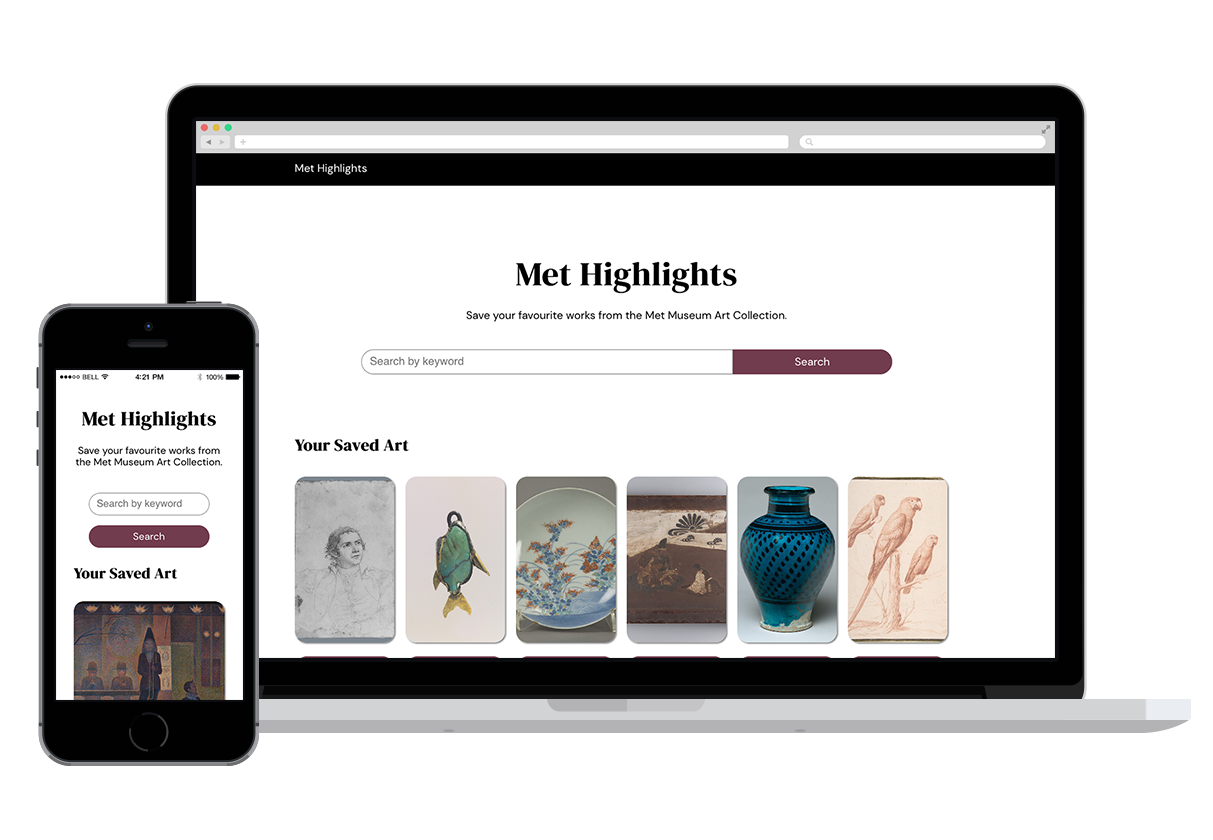 Met Highlights
Met Highlights
Save your favourite works from the Met Museum Art Collection.
Search by keyword
Search
Your Saved Art
BELL
4:21 PM
100%
Met Highlights
Save your favourite works from
the Met Museum Art Collection.
Search by keyword
Search
Your Saved Art